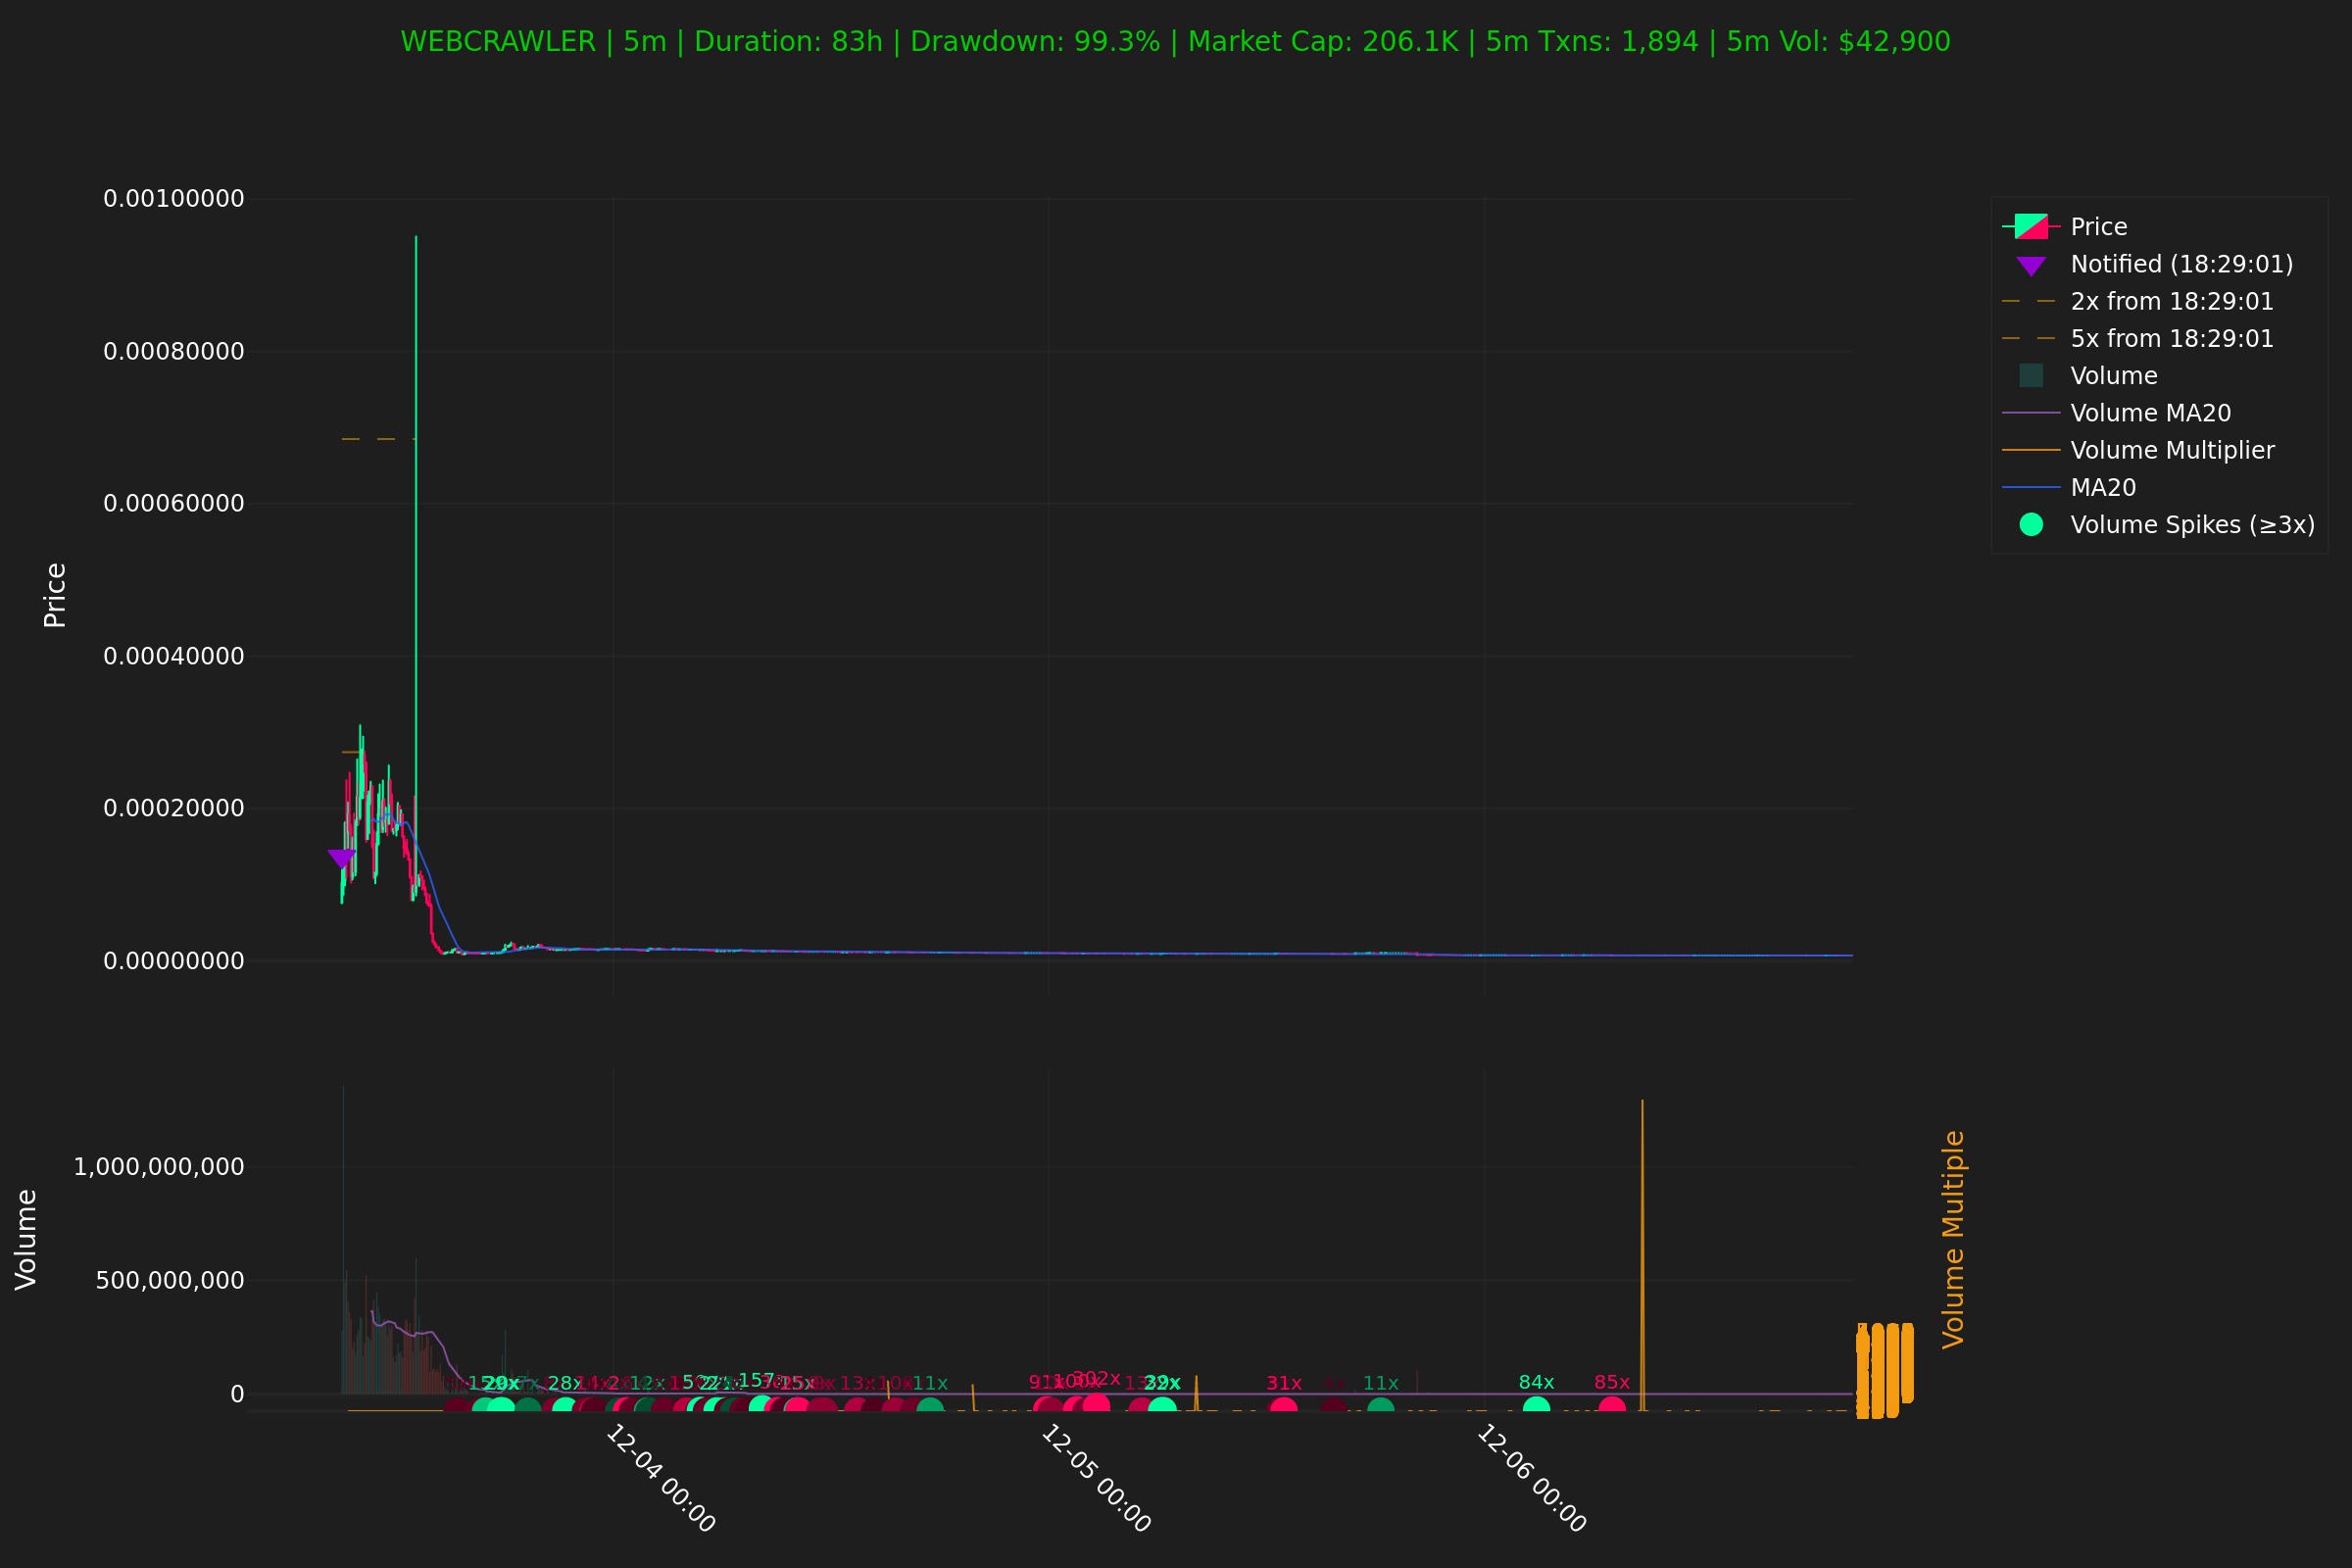 WEBCRAWLER | 5m | Duration: 83h | Drawdown: 99.3% | Market Cap: 206.1K | 5m Txns: 1,894 | 5m Vol: $42,900
Price
0.00100000
0.00080000
0.00060000
0.00040000
0.00020000
0.00000000
Price
Notified (18:29:01)
2x from 18:29:01
5x from 18:29:01
Volume
Volume MA20
Volume Multiplier
MA20
Volume Spikes (≥3x)
Volume
1,000,000,000
500,000,000
0
28x
12x
13x
10x
11x
302x
31x
11x
84x
85x
Volume Multiple
12-04 00:00
12-05 00:00
12-06 00:00